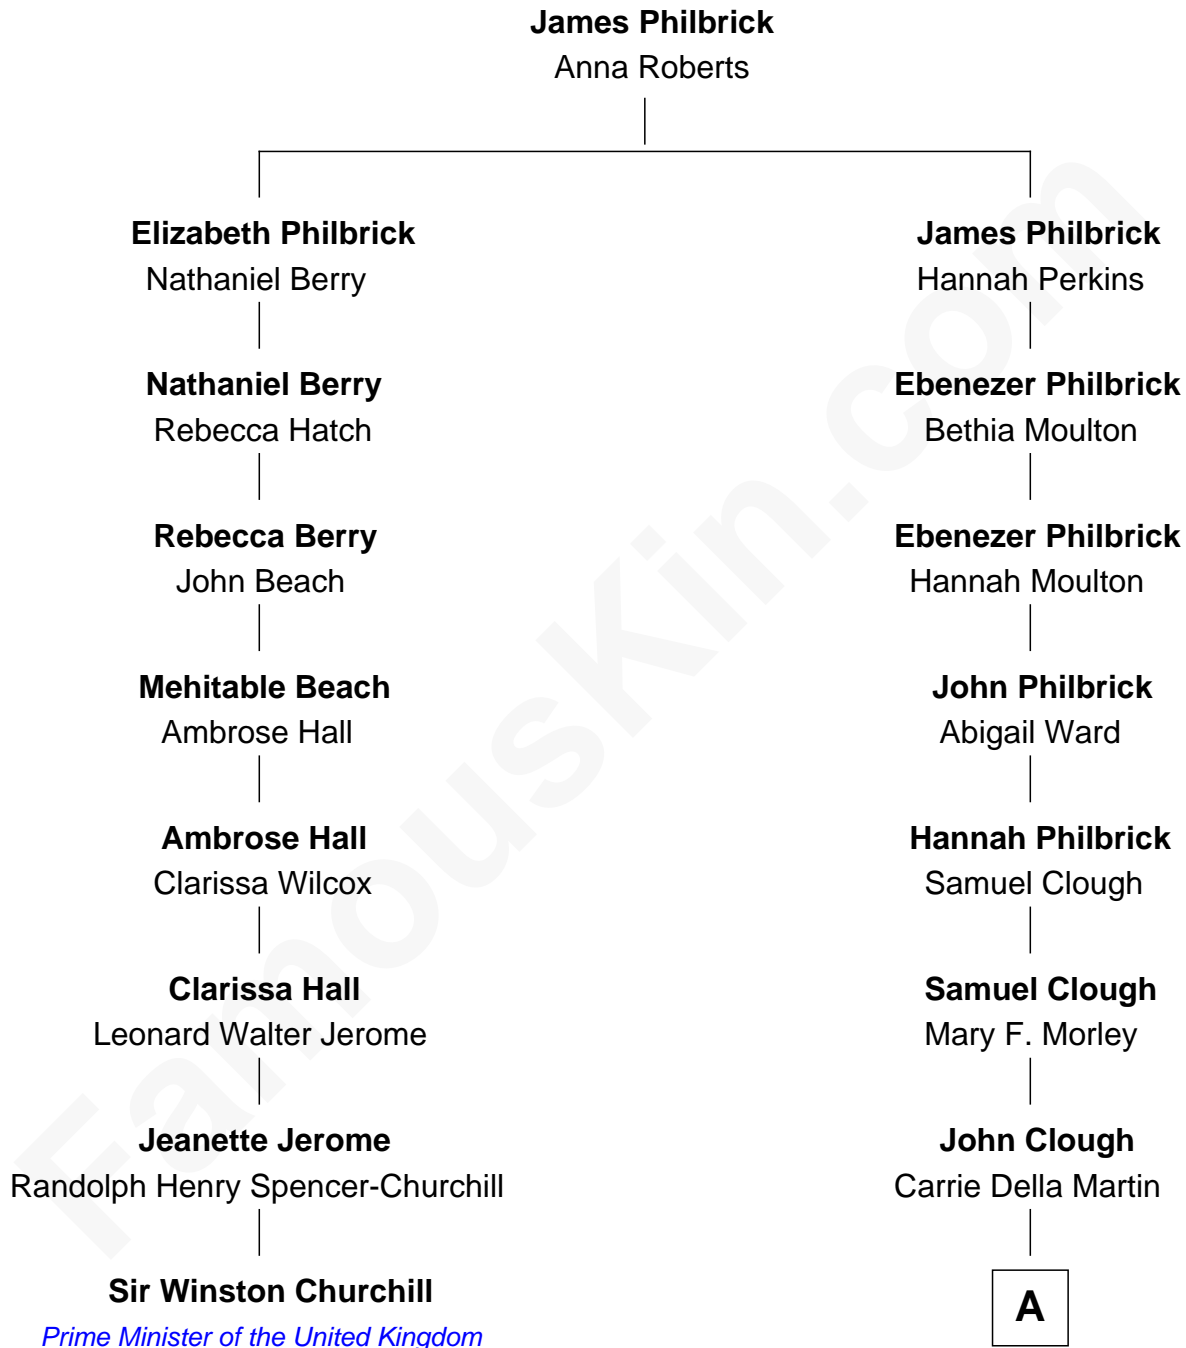 James Philbrick
Anna Roberts
Elizabeth Philbrick
Nathaniel Berry
James Philbrick
Hannah Perkins
Nathaniel Berry
Rebecca Hatch
Ebenezer Philbrick
Bethia Moulton
Rebecca Berry
John Beach
Ebenezer Philbrick
Hannah Moulton
Mehitable Beach
Ambrose Hall
John Philbrick
Abigail Ward
Ambrose Hall
Clarissa Wilcox
Hannah Philbrick
Samuel Clough
Clarissa Hall
Leonard Walter Jerome
Samuel Clough
Mary F. Morley
Jeanette Jerome
Randolph Henry Spencer-Churchill
John Clough
Carrie Della Martin
Sir Winston Churchill
Prime Minister of the United Kingdom
A
FamousKin.com